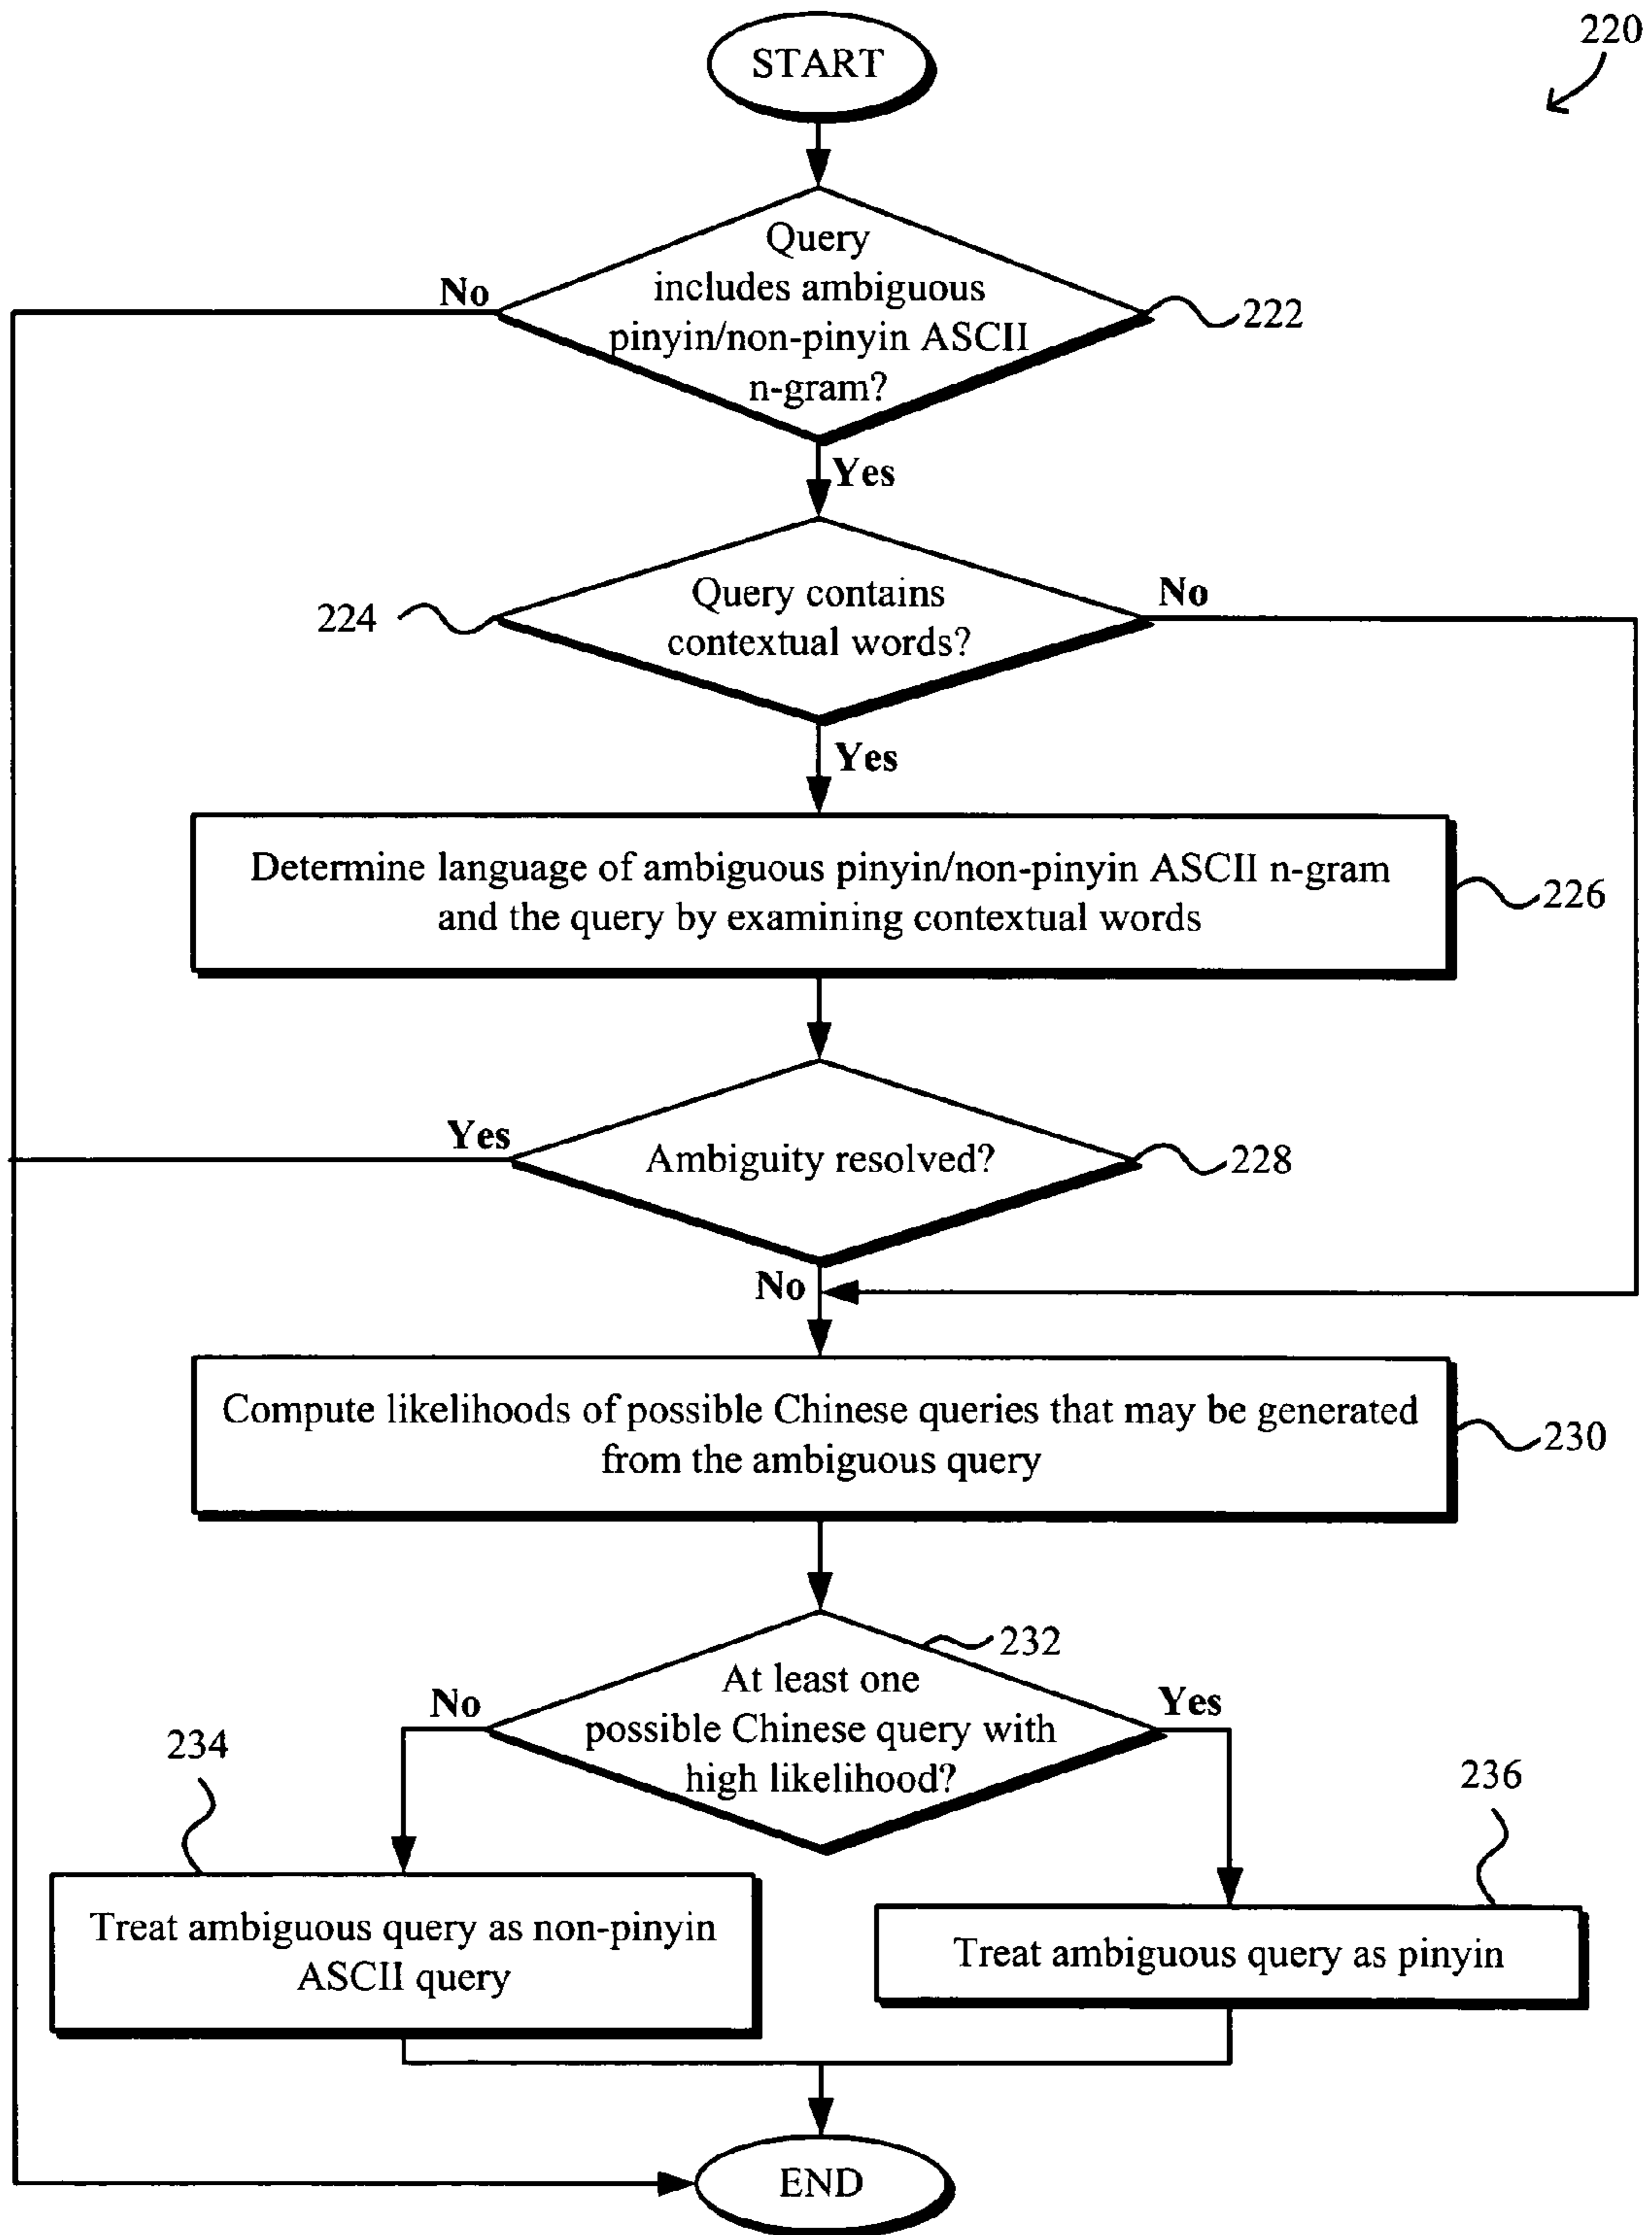 220
START
Query
includes ambiguous
pinyin/non-pinyin ASCII
n-gram?
No
222
Yes
Query contains
contextual words?
224
No
Yes
Determine language of ambiguous pinyin/non-pinyin ASCII n-gram
and the query by examining contextual words
226
Yes
Ambiguity resolved?
228
No
Compute likelihoods of possible Chinese queries that may be generated
from the ambiguous query
230
232
At least one
possible Chinese query with
high likelihood?
No
Yes
234
236
Treat ambiguous query as non-pinyin
ASCII query
Treat ambiguous query as pinyin
END